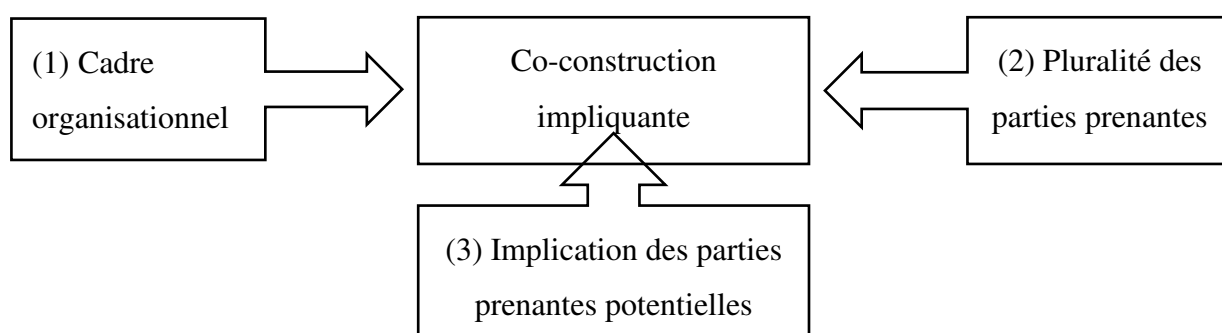 (1) Cadre
organisationnel
Co-construction
impliquante
(2) Pluralité des
parties prenantes
(3) Implication des parties
prenantes potentielles